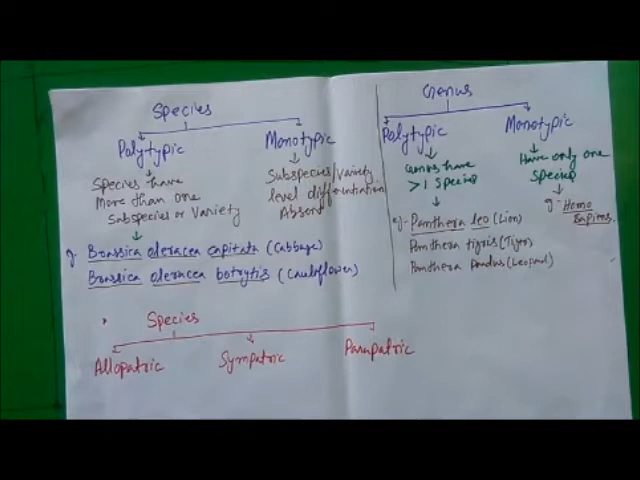 Species
Polytypic
Monotypic
Species have
More than one
Subspecies or Variety
Subspecies/variety
level differentiation
Absent
eg- Brassica oleracea capitata (Cabbage)
Brassica oleracea botrytis (Cauliflower)
Genus
Polytypic
Monotypic
Genus have
>1 Species
Have only one
Species
eg- Panthera leo (Lion)
Panthera tigris (Tiger)
Panthera Pardus (Leopard)
eg- Homo
Sapiens.
Species
Allopatric
Sympatric
Parapatric